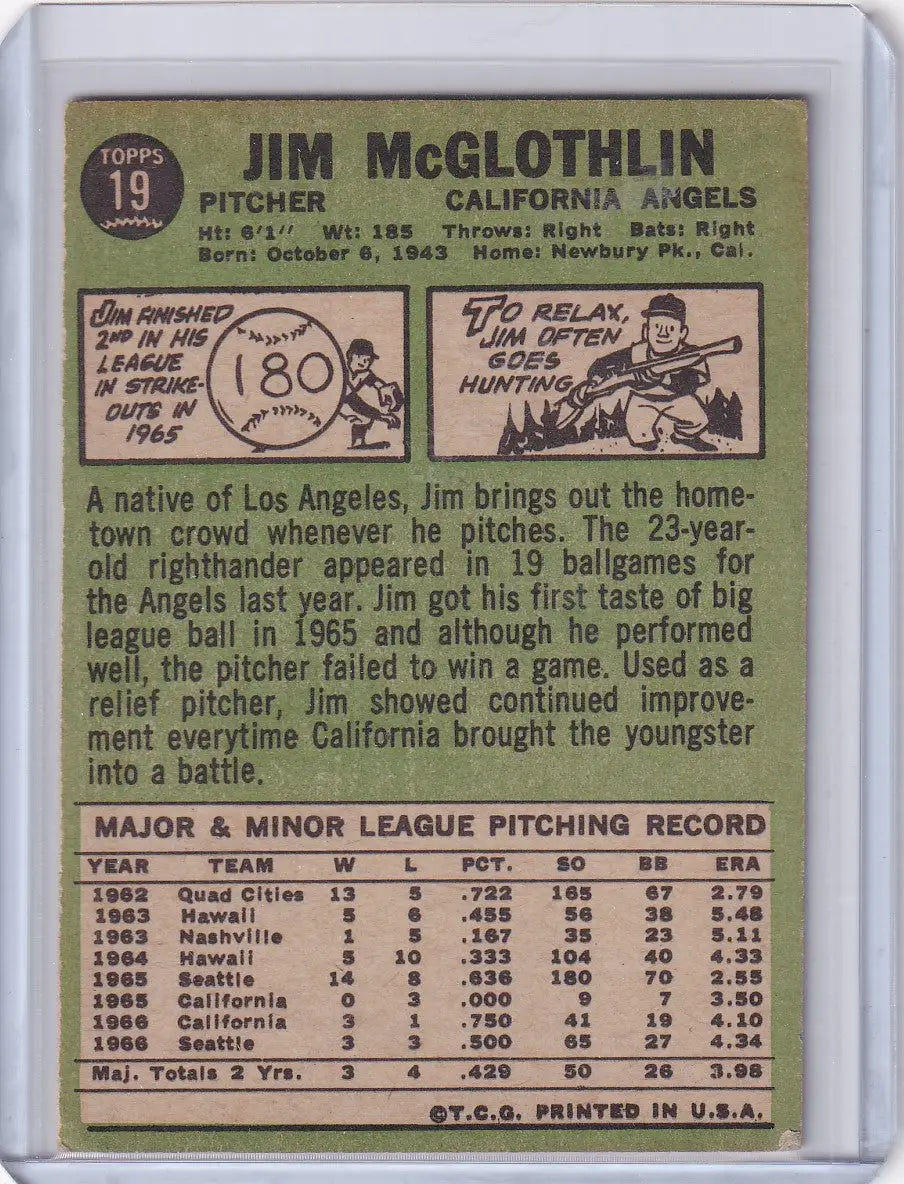 TOPPS
19
JIM McGLOTHLIN
PITCHER CALIFORNIA ANGELS
Ht: 6'1" Wt: 185 Throws: Right Bats: Right
Born: October 6, 1943 Home: Newbury Pk., Cal.
JIM FINISHED
2ND IN HIS
LEAGUE
IN STRIKE-
OUTS IN
1965
180
TO RELAX,
JIM OFTEN
GOES
HUNTING
A native of Los Angeles, Jim brings out the home-
town crowd whenever he pitches. The 23-year-
old righthander appeared in 19 ballgames for
the Angels last year. Jim got his first taste of big
league ball in 1965 and although he performed
well, the pitcher failed to win a game. Used as a
relief pitcher, Jim showed continued improve-
ment everytime California brought the youngster
into a battle.
MAJOR & MINOR LEAGUE PITCHING RECORD
YEAR TEAM W L PCT. SO BB ERA
1962 Quad Cities 13 5 .722 165 67 2.79
1963 Hawaii 5 6 .455 56 38 5.48
1963 Nashville 1 5 .167 35 23 5.11
1964 Hawaii 5 10 .333 104 40 4.33
1965 Seattle 14 8 .636 180 70 2.55
1965 California 0 3 .000 9 7 3.50
1966 California 3 1 .750 41 19 4.10
1966 Seattle 3 3 .500 65 27 4.34
Maj. Totals 2 Yrs. 3 4 .429 50 26 3.98
©T.C.G. PRINTED IN U.S.A.